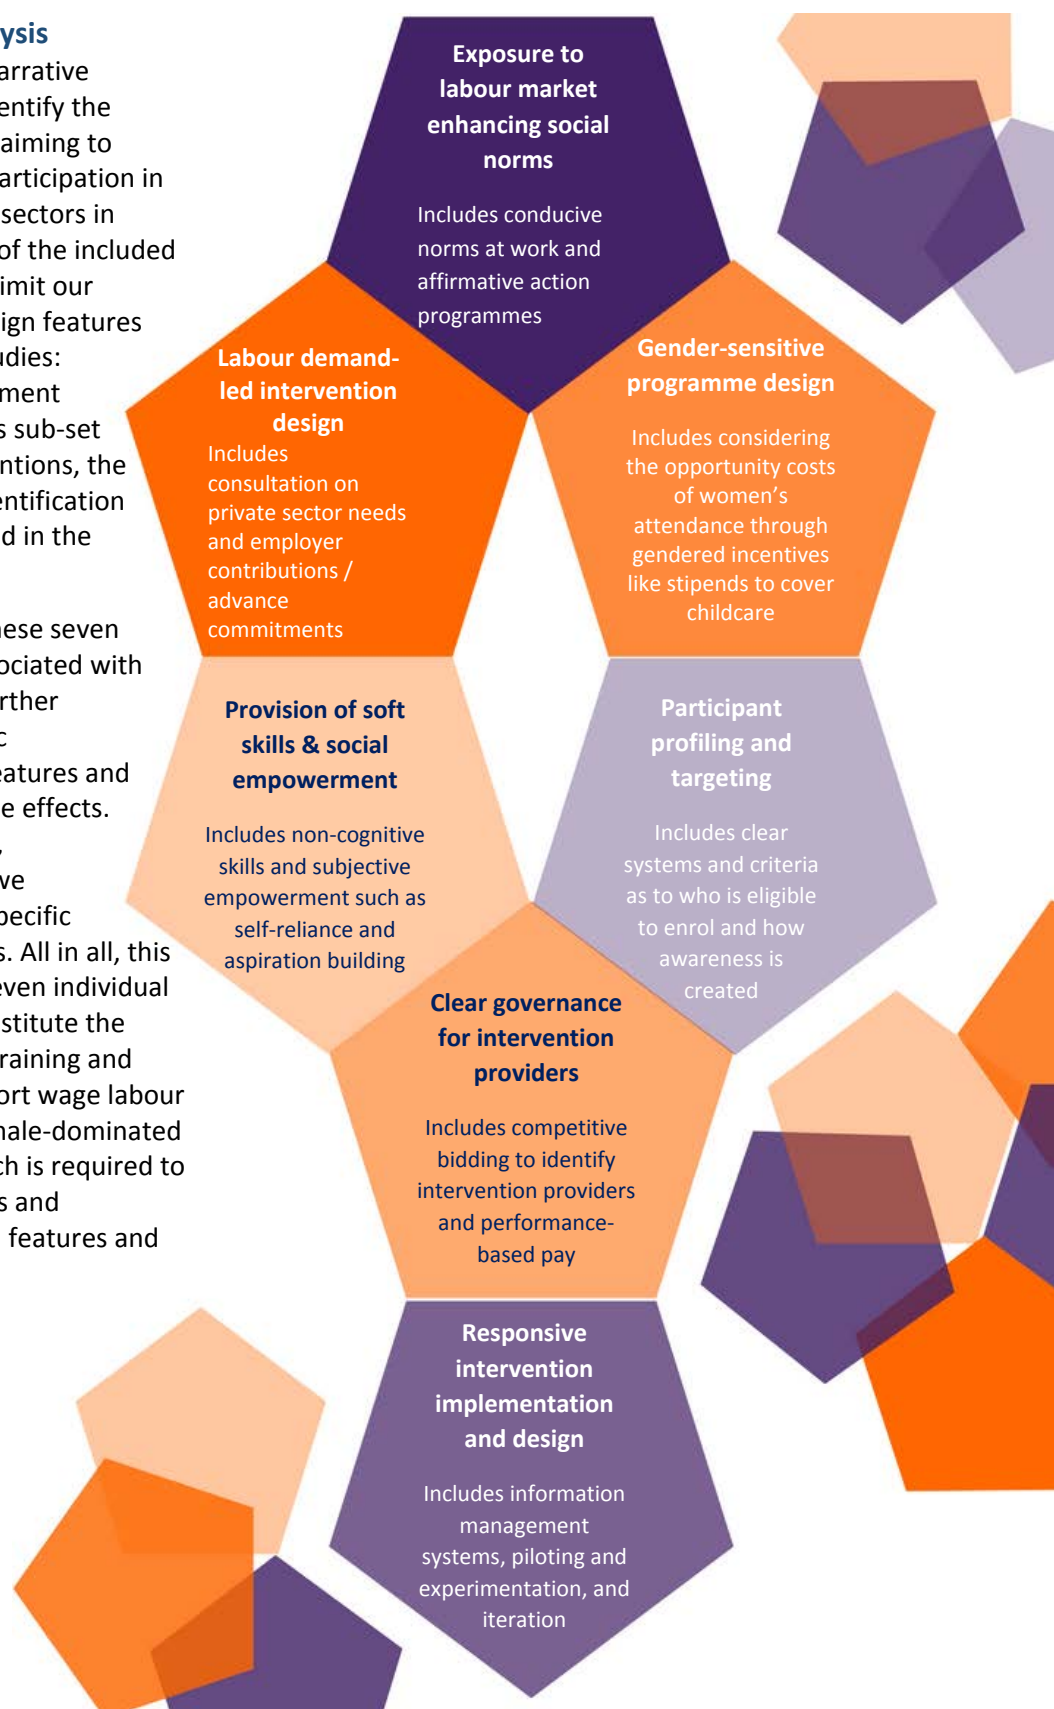 ysis
arrative
entify the
aiming to
articipation in
sectors in
of the included
imit our
ign features
udies:
ment
s sub-set
ntions, the
entification
d in the
hese seven
ociated with
rther
c
eatures and
e effects.
,
we
pecific
s. All in all, this
even individual
stitute the
raining and
ort wage labour
nale-dominated
ch is required to
s and
features and
Exposure to
labour market
enhancing social
norms
Includes conducive
norms at work and
affirmative action
programmes
Labour demand-
led intervention
design
Includes
consultation on
private sector needs
and employer
contributions /
advance
commitments
Gender-sensitive
programme design
Includes considering
the opportunity costs
of women's
attendance through
gendered incentives
like stipends to cover
childcare
Provision of soft
skills & social
empowerment
Includes non-cognitive
skills and subjective
empowerment such as
self-reliance and
aspiration building
Participant
profiling and
targeting
Includes clear
systems and criteria
as to who is eligible
to enrol and how
awareness is
created
Clear governance
for intervention
providers
Includes competitive
bidding to identify
intervention providers
and performance-
based pay
Responsive
intervention
implementation
and design
Includes information
management
systems, piloting and
experimentation, and
iteration